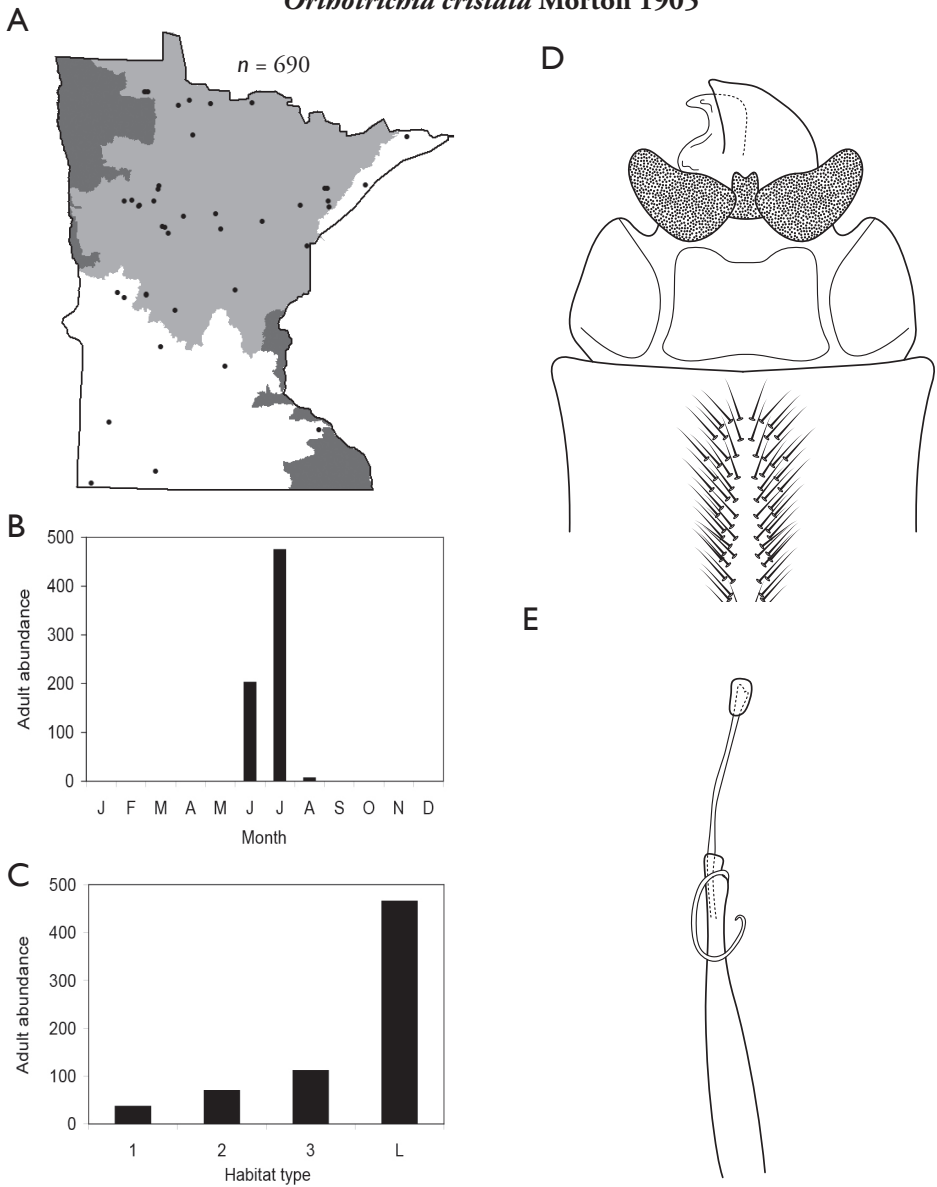 Orthotrichia cristata Morton 1905
A
n = 690
D
B
500
400
300
200
100
0
Adult abundance
J F M A M J J A S O N D
Month
C
500
400
300
200
100
0
Adult abundance
1 2 3 L
Habitat type
E